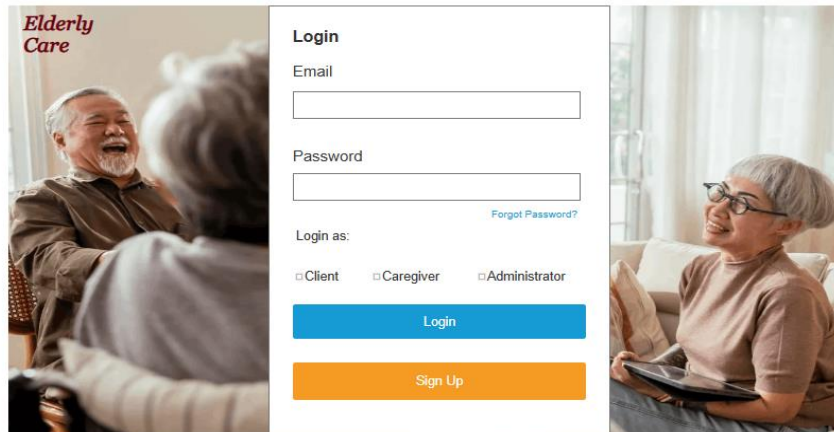 Elderly
Care
Login
Email
Password
Forgot Password?
Login as:
Client Caregiver Administrator
Login
Sign Up